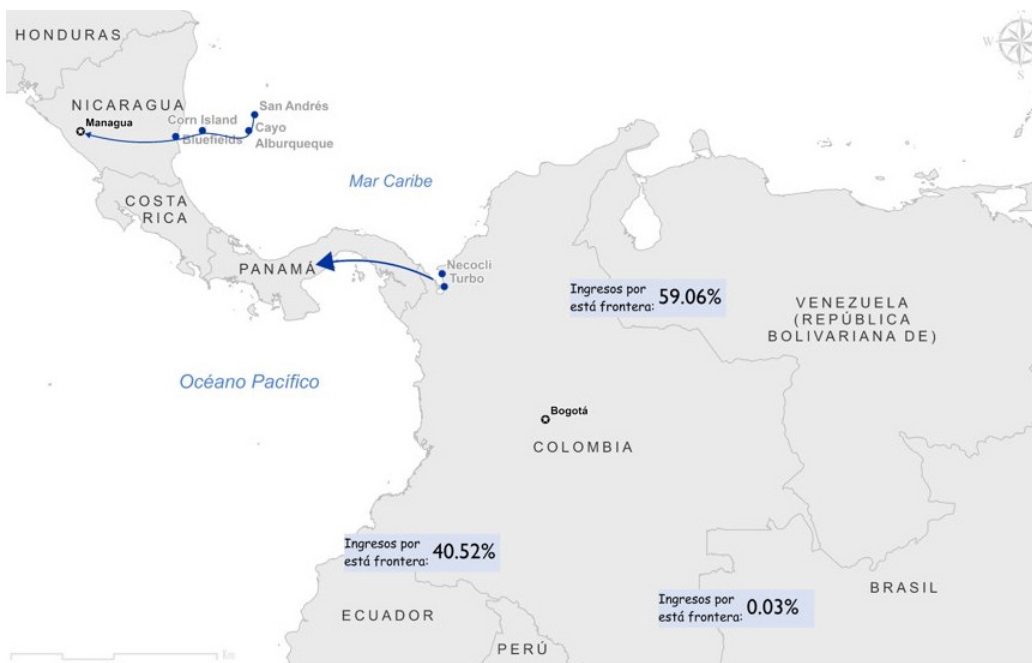 HONDURAS
W
S
NICARAGUA
Managua
Corn Island
San Andrés
Bluefields
Cayo
Alburqueque
Mar Caribe
COSTA
RICA
PANAMÁ
Necocli
Turbo
Ingresos por
está frontera: 59.06%
VENEZUELA
(REPÚBLICA
BOLIVARIANA DE)
Océano Pacífico
Bogotá
COLOMBIA
Ingresos por
está frontera: 40.52%
BRASIL
Ingresos por
está frontera: 0.03%
ECUADOR
PERÚ